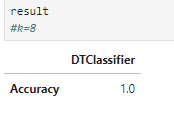 result
#k=8
DTClassifier
Accuracy 1.0